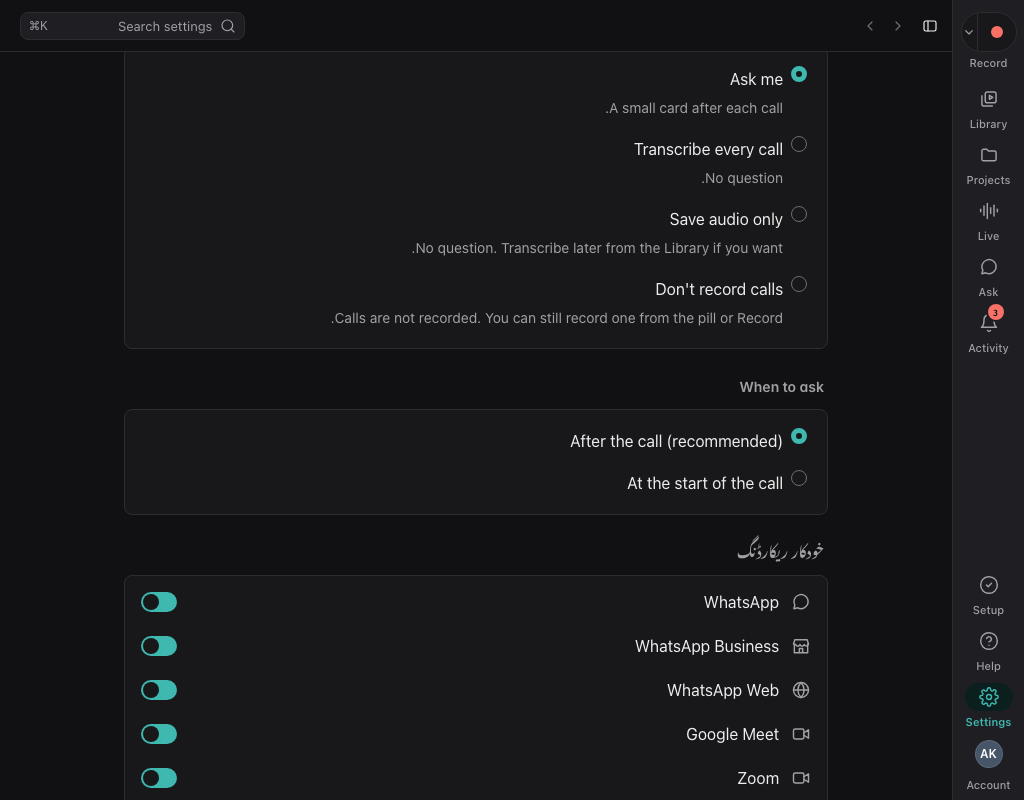 ⌘K
Search settings
Record
Library
Projects
Live
Ask
3
Activity
Setup
Help
Settings
AK
Account
Ask me
.A small card after each call
Transcribe every call
.No question
Save audio only
.No question. Transcribe later from the Library if you want
Don't record calls
.Calls are not recorded. You can still record one from the pill or Record
When to ask
After the call (recommended)
At the start of the call
خودکار ریکارڈنگ
WhatsApp
WhatsApp Business
WhatsApp Web
Google Meet
Zoom